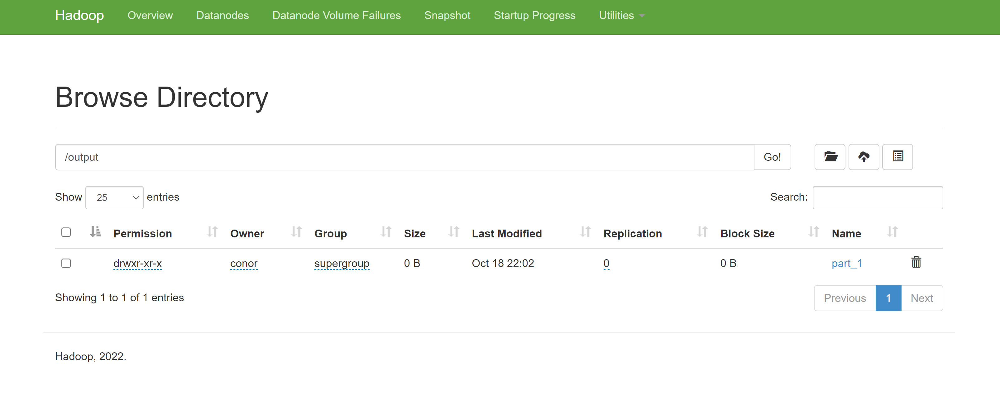 Hadoop Overview Datanodes Datanode Volume Failures Snapshot Startup Progress Utilities
Browse Directory
/output Go!
Show 25 entries Search:
Permission Owner Group Size Last Modified Replication Block Size Name
drwxr-xr-x conor supergroup 0 B Oct 18 22:02 0 0 B part_1
Showing 1 to 1 of 1 entries Previous 1 Next
Hadoop, 2022.